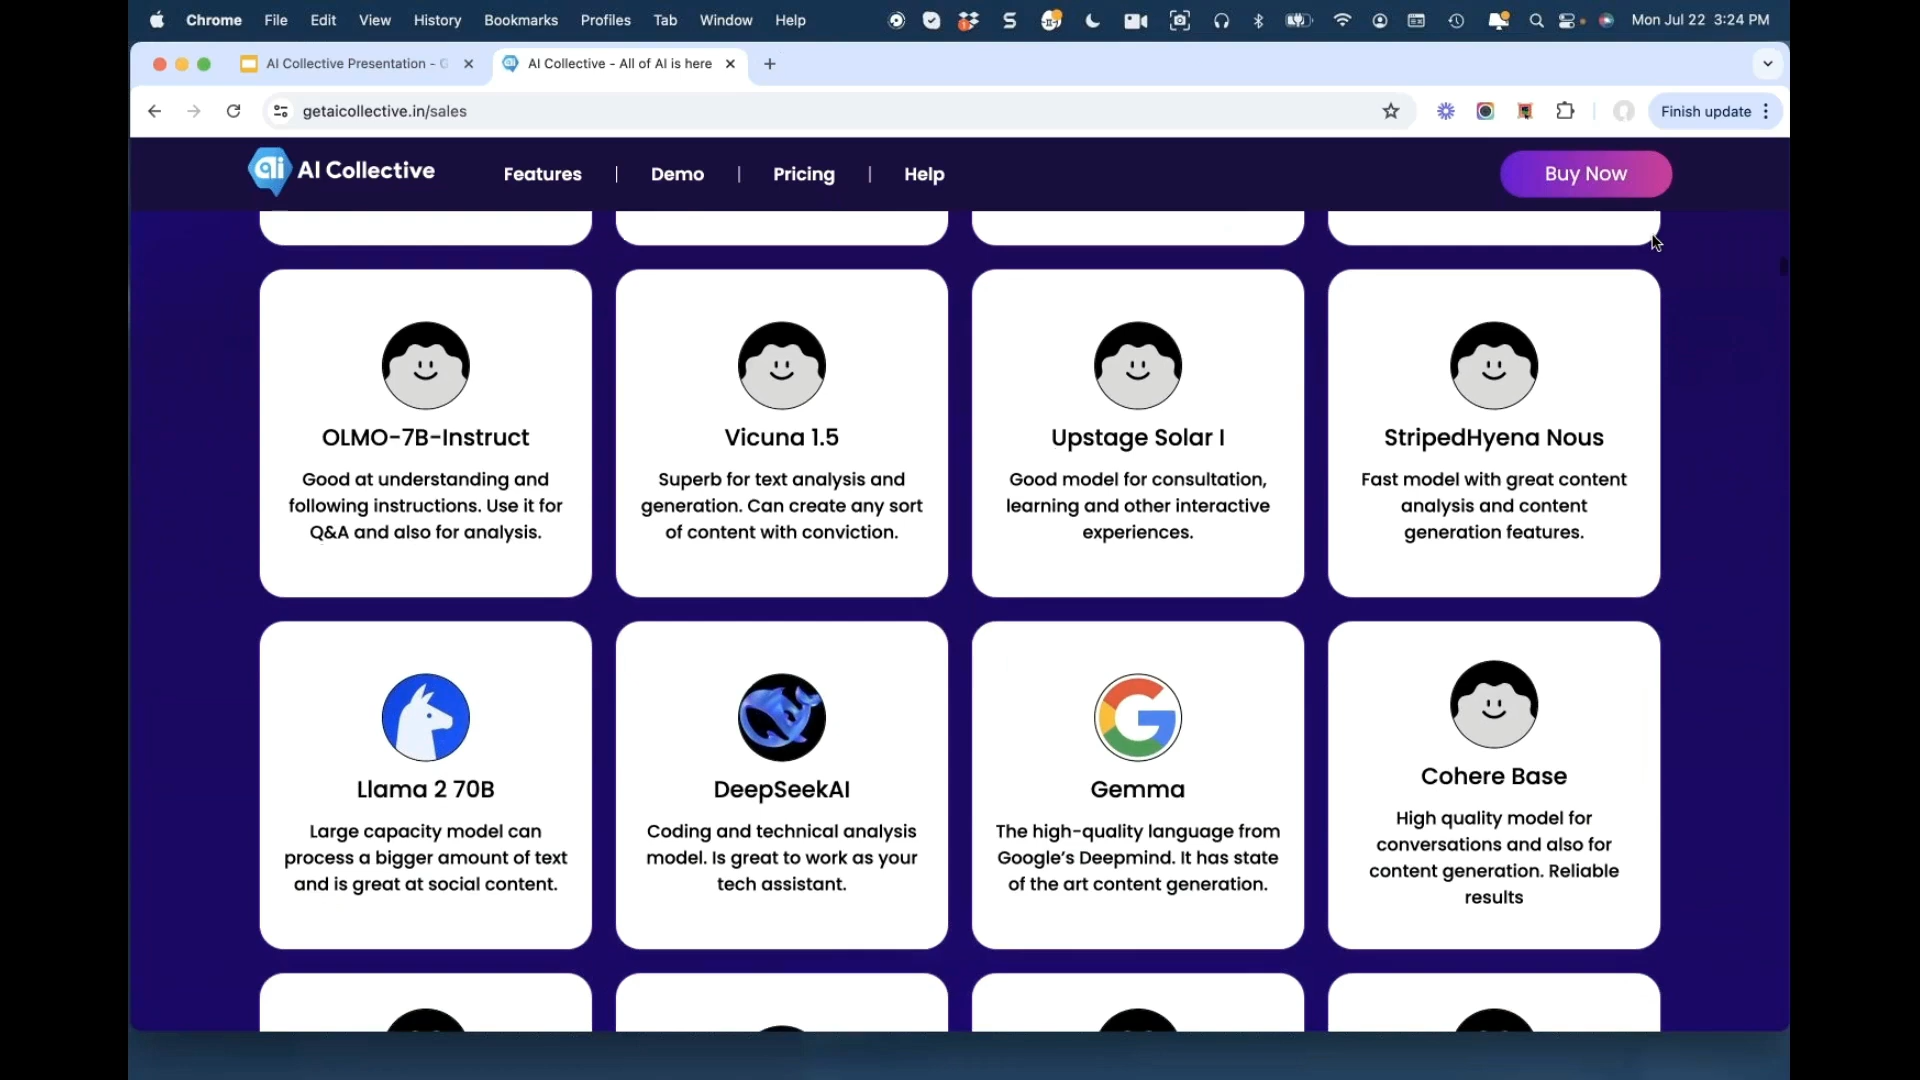 Chrome File Edit View History Bookmarks Profiles Tab Window Help Mon Jul 22 3:24 PM
AI Collective Presentation - AI Collective - All of AI is here
getaicollective.in/sales Finish update
ai AI Collective Features | Demo | Pricing | Help Buy Now
OLMO-7B-Instruct
Good at understanding and
following instructions. Use it for
Q&A and also for analysis.
Vicuna 1.5
Superb for text analysis and
generation. Can create any sort
of content with conviction.
Upstage Solar I
Good model for consultation,
learning and other interactive
experiences.
StripedHyena Nous
Fast model with great content
analysis and content
generation features.
Llama 2 70B
Large capacity model can
process a bigger amount of text
and is great at social content.
DeepSeekAI
Coding and technical analysis
model. Is great to work as your
tech assistant.
Gemma
The high-quality language from
Google's Deepmind. It has state
of the art content generation.
Cohere Base
High quality model for
conversations and also for
content generation. Reliable
results